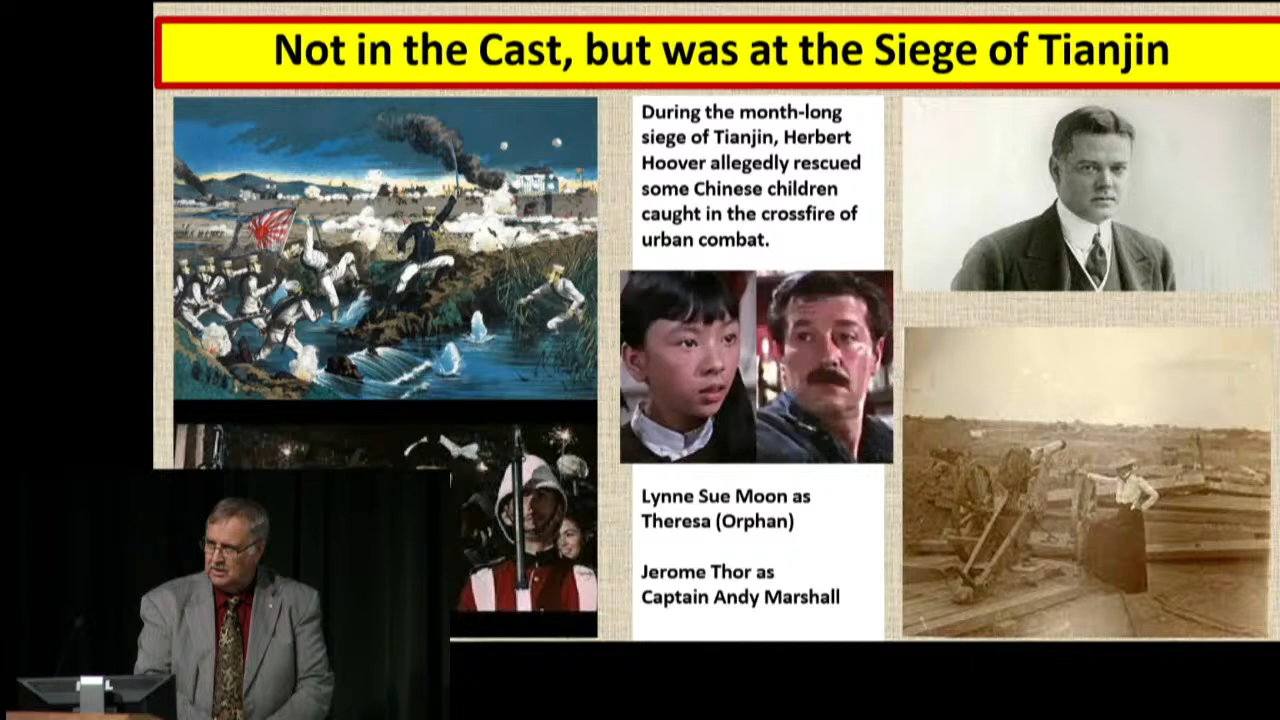 Not in the Cast, but was at the Siege of Tianjin
During the month-long
siege of Tianjin, Herbert
Hoover allegedly rescued
some Chinese children
caught in the crossfire of
urban combat.
Lynne Sue Moon as
Theresa (Orphan)
Jerome Thor as
Captain Andy Marshall